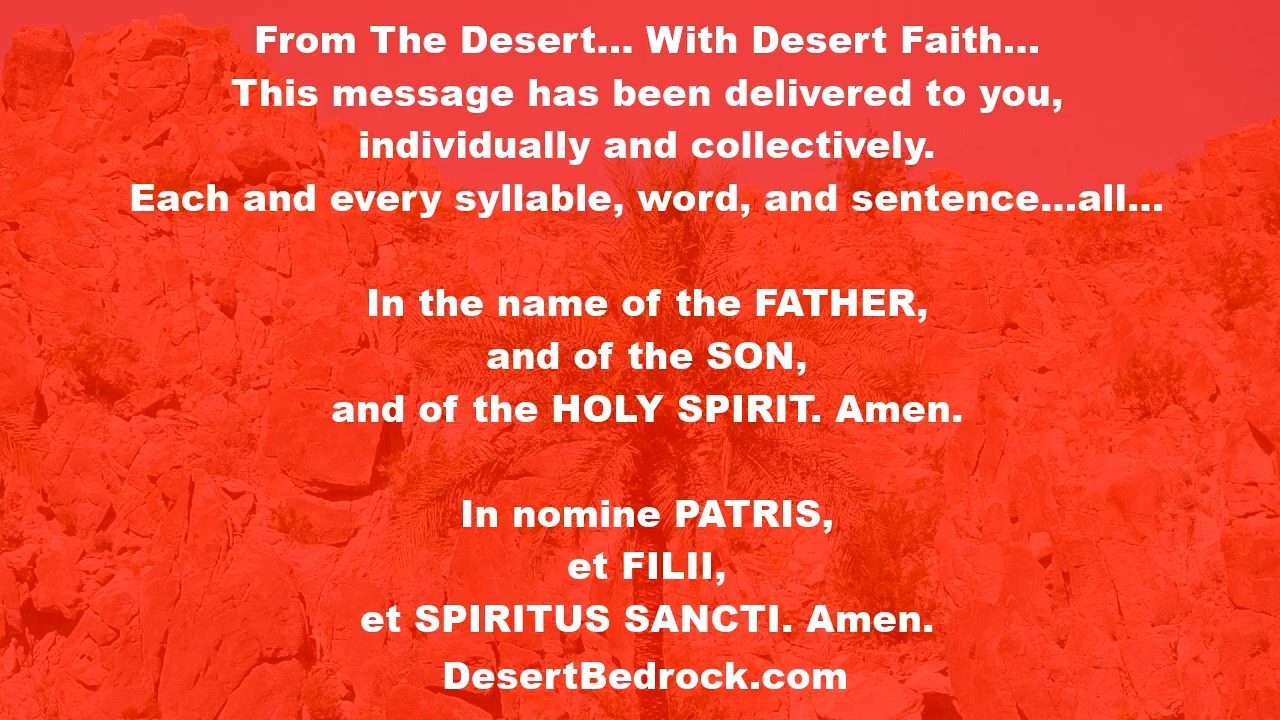 From The Desert... With Desert Faith...
This message has been delivered to you,
individually and collectively.
Each and every syllable, word, and sentence...all...
In the name of the FATHER,
and of the SON,
and of the HOLY SPIRIT. Amen.
In nomine PATRIS,
et FILII,
et SPIRITUS SANCTI. Amen.
DesertBedrock.com